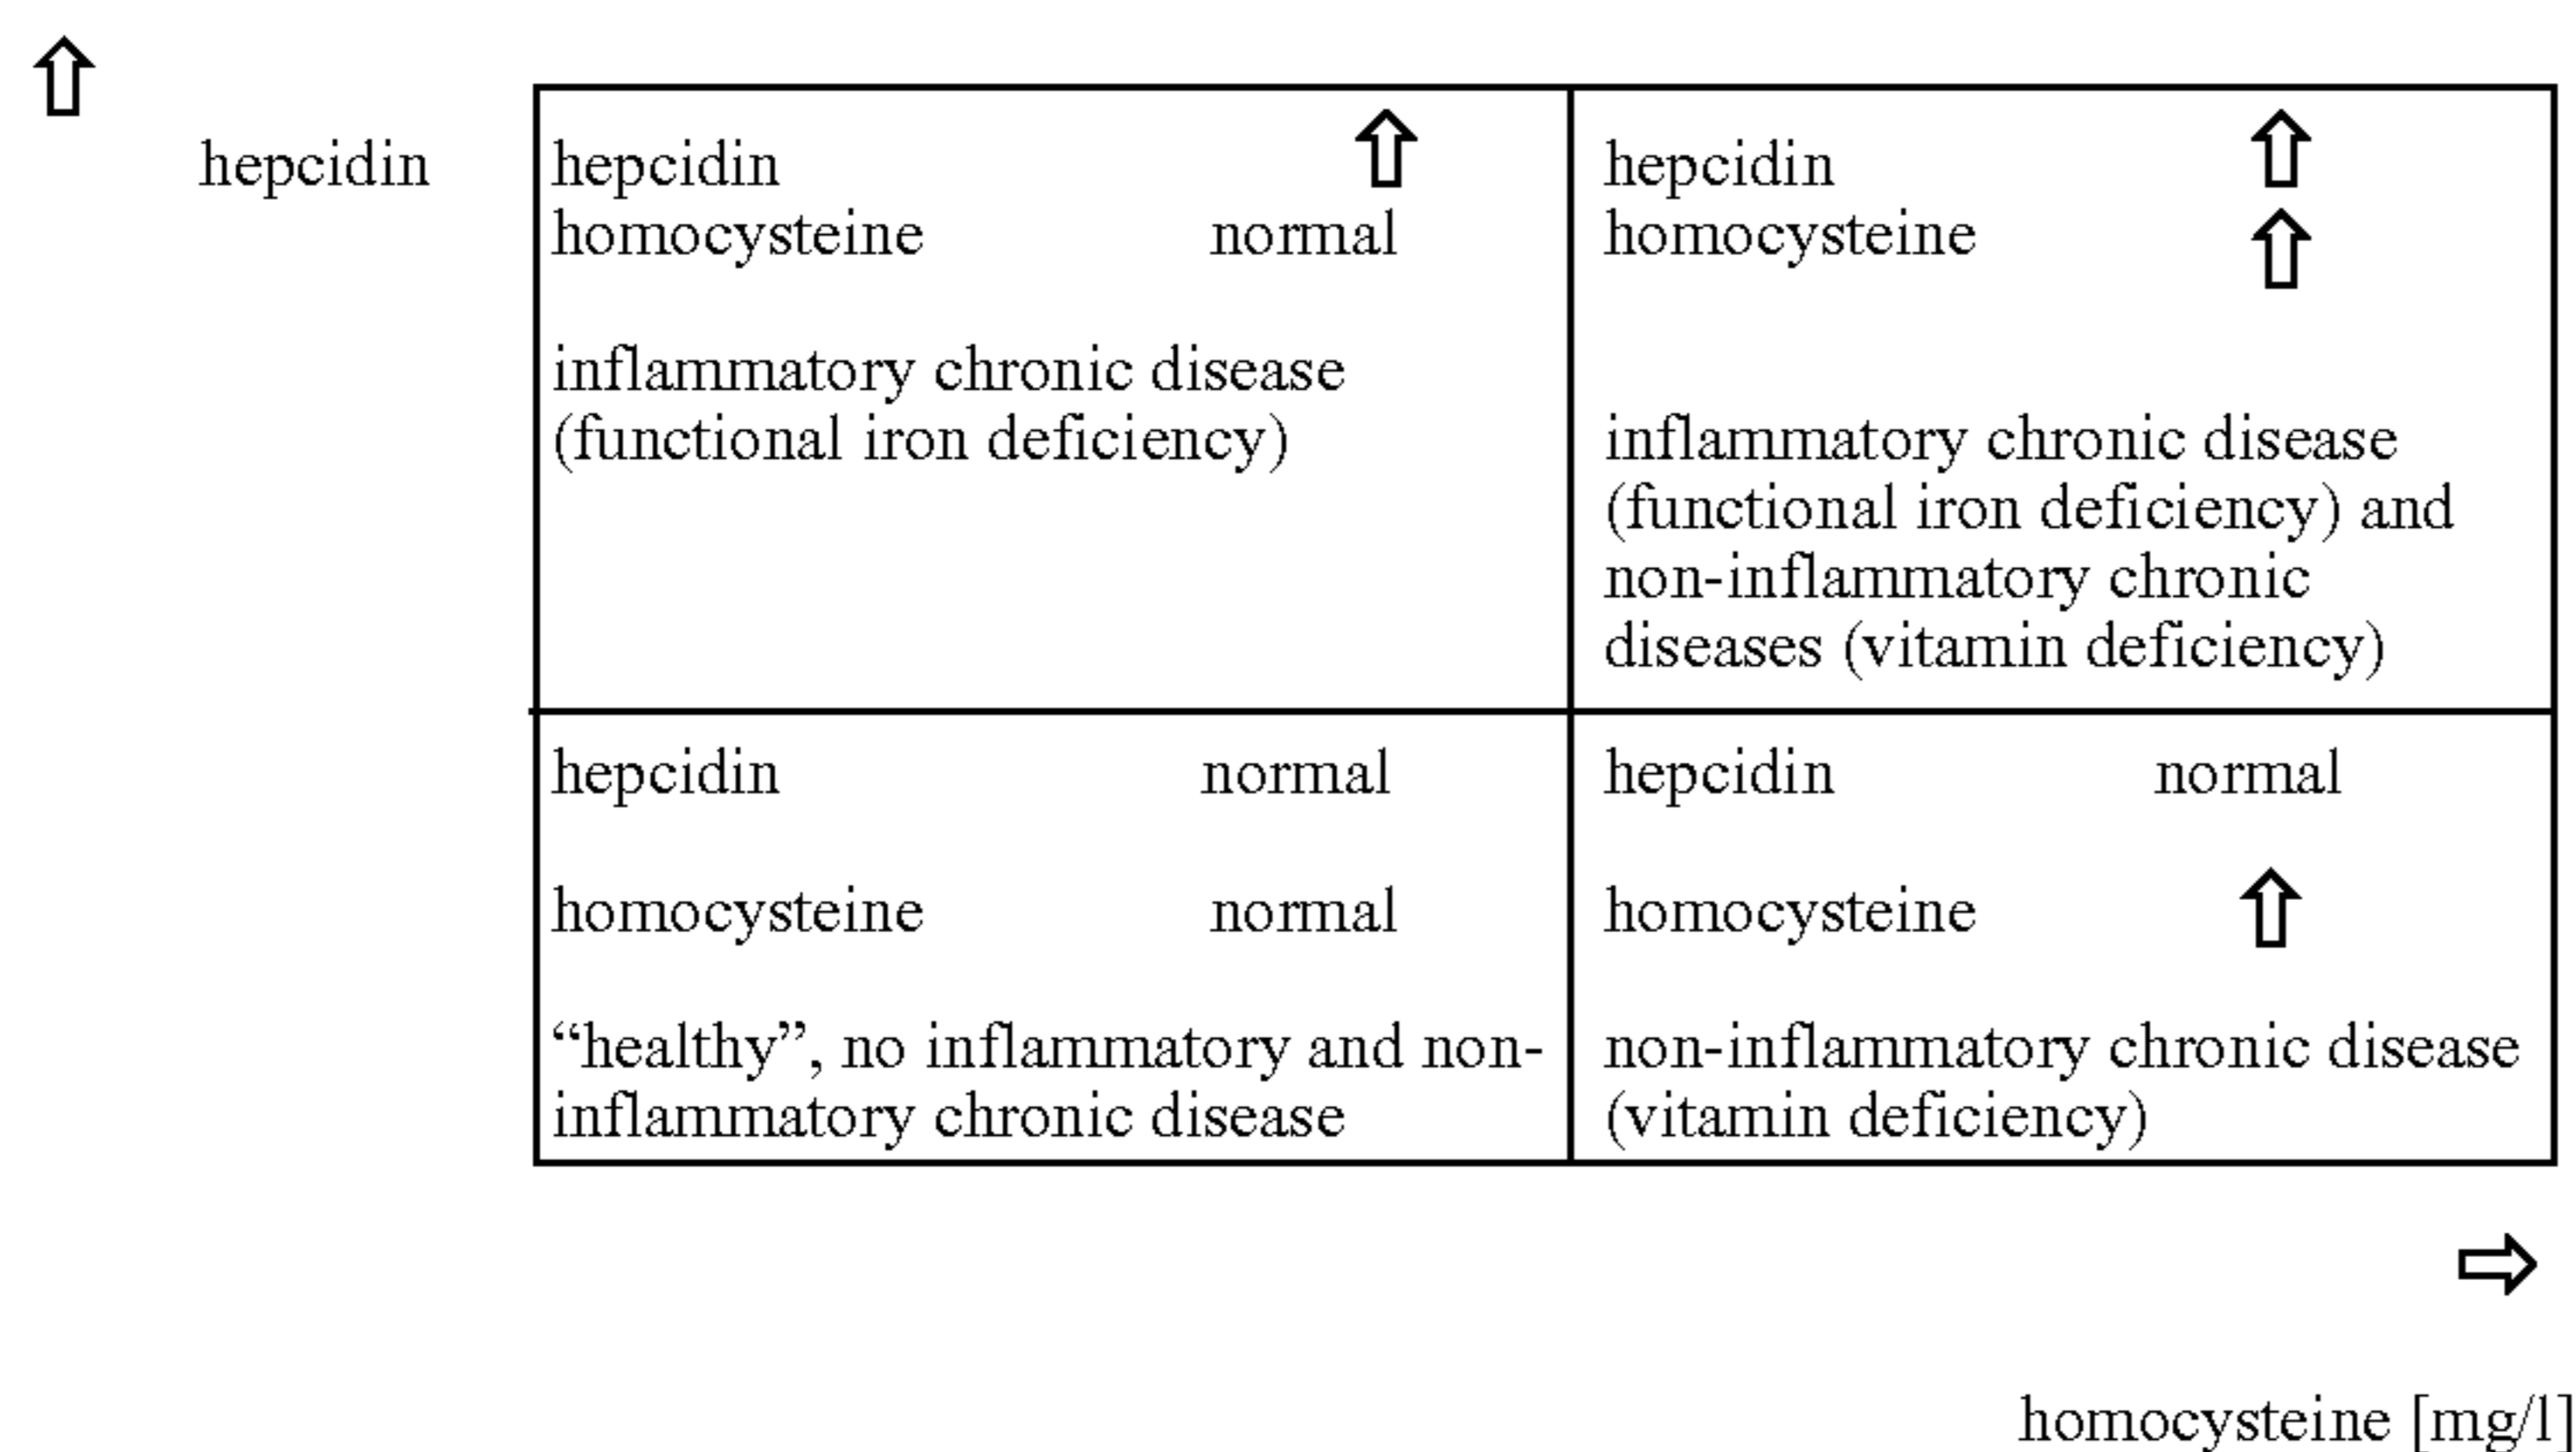 hepcidin
hepcidin
homocysteine normal
inflammatory chronic disease
(functional iron deficiency)
hepcidin
homocysteine
inflammatory chronic disease
(functional iron deficiency) and
non-inflammatory chronic
diseases (vitamin deficiency)
hepcidin normal
homocysteine normal
“healthy”, no inflammatory and non-
inflammatory chronic disease
hepcidin normal
homocysteine
non-inflammatory chronic disease
(vitamin deficiency)
homocysteine [mg/l]